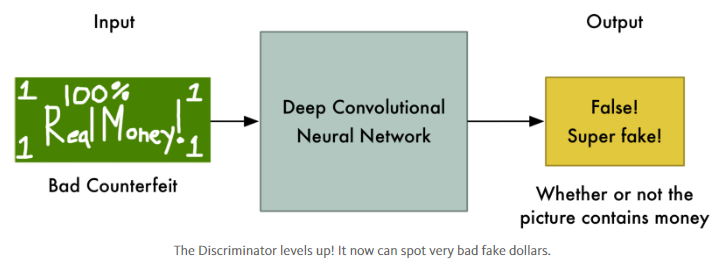 Input
Output
1 100% 1
Real Money!
1 1
Bad Counterfeit
Deep Convolutional
Neural Network
False!
Super fake!
Whether or not the
picture contains money
The Discriminator levels up! It now can spot very bad fake dollars.